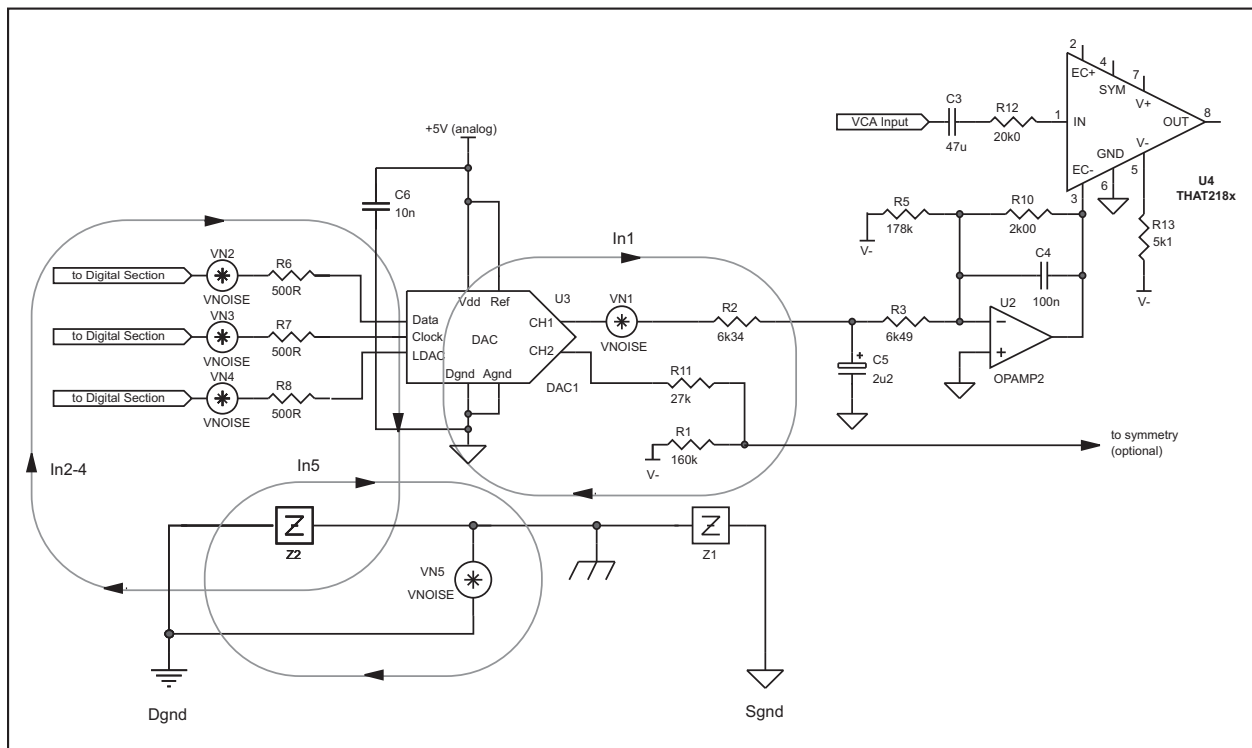 2
4
7
EC+
SYM
V+
C3
R12
VCA Input
1
IN
OUT
8
47u
20k0
V-
GND
EC-
5
6
3
U4
THAT218x
+5V (analog)
C6
10n
R5
178k
V-
R10
2k00
R13
5k1
V-
C4
100n
In1
VN2
R6
to Digital Section
VNOISE
500R
VN3
R7
to Digital Section
VNOISE
500R
VN4
R8
to Digital Section
VNOISE
500R
Vdd
Ref
U3
Data
CH1
Clock
DAC
LDAC
CH2
Dgnd
Agnd
DAC1
VN1
VNOISE
R2
6k34
R3
6k49
U2
OPAMP2
C5
2u2
R11
27k
R1
160k
V-
to symmetry
(optional)
In2-4
In5
Z2
Z1
VN5
VNOISE
Dgnd
Sgnd